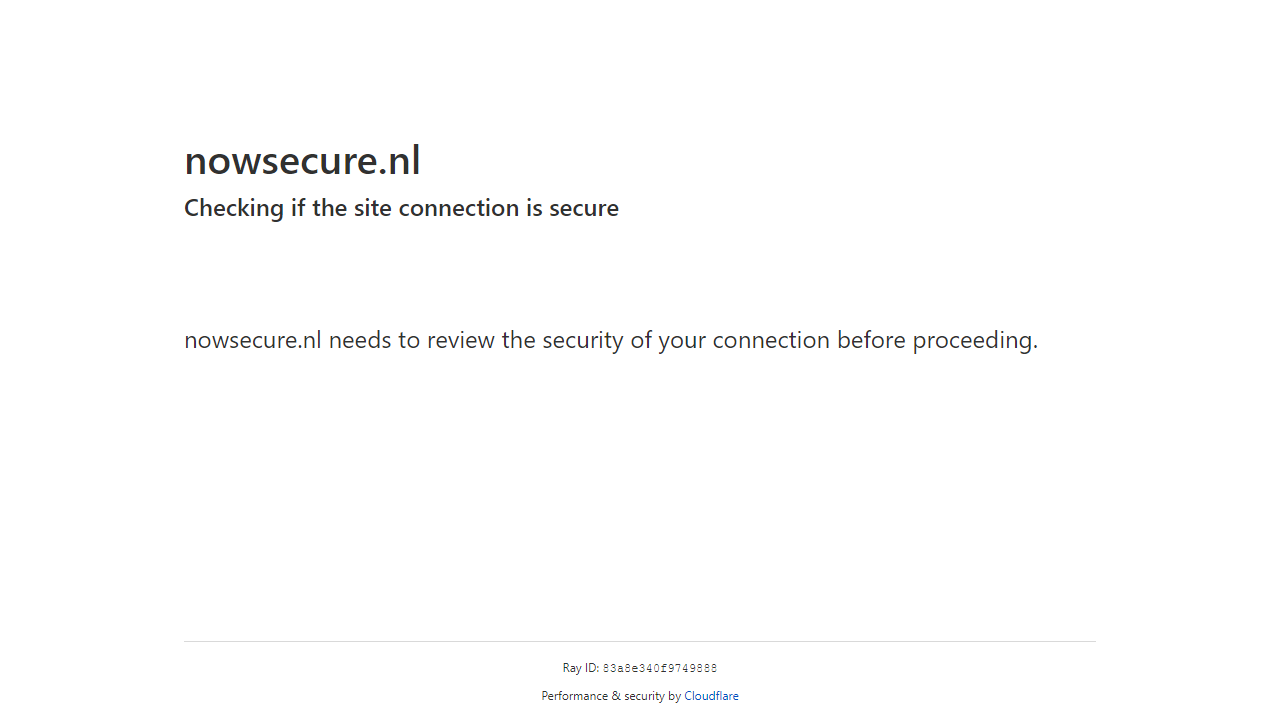 nowsecure.nl
Checking if the site connection is secure
nowsecure.nl needs to review the security of your connection before proceeding.
Ray ID: 83a8e340f9749888
Performance & security by Cloudflare